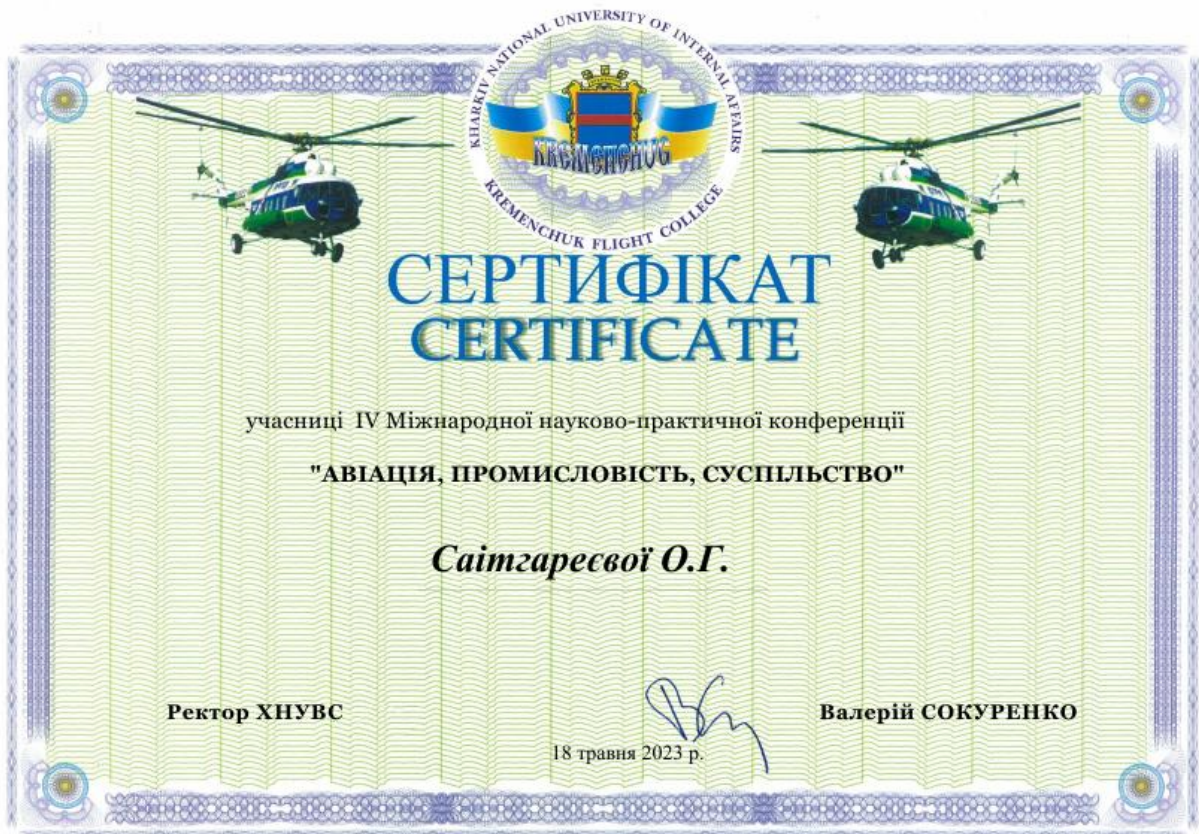 KHARKIV NATIONAL UNIVERSITY OF INTERNAL AFFAIRS
KREMENCHUG
KREMENCHUK FLIGHT COLLEGE
СЕРТИФІКАТ
CERTIFICATE
учасниці IV Міжнародної науково-практичної конференції
"АВІАЦІЯ, ПРОМИСЛОВІСТЬ, СУСПІЛЬСТВО"
Саітгареєвої О.Г.
Ректор ХНУВС
Валерій СОКУРЕНКО
18 травня 2023 р.